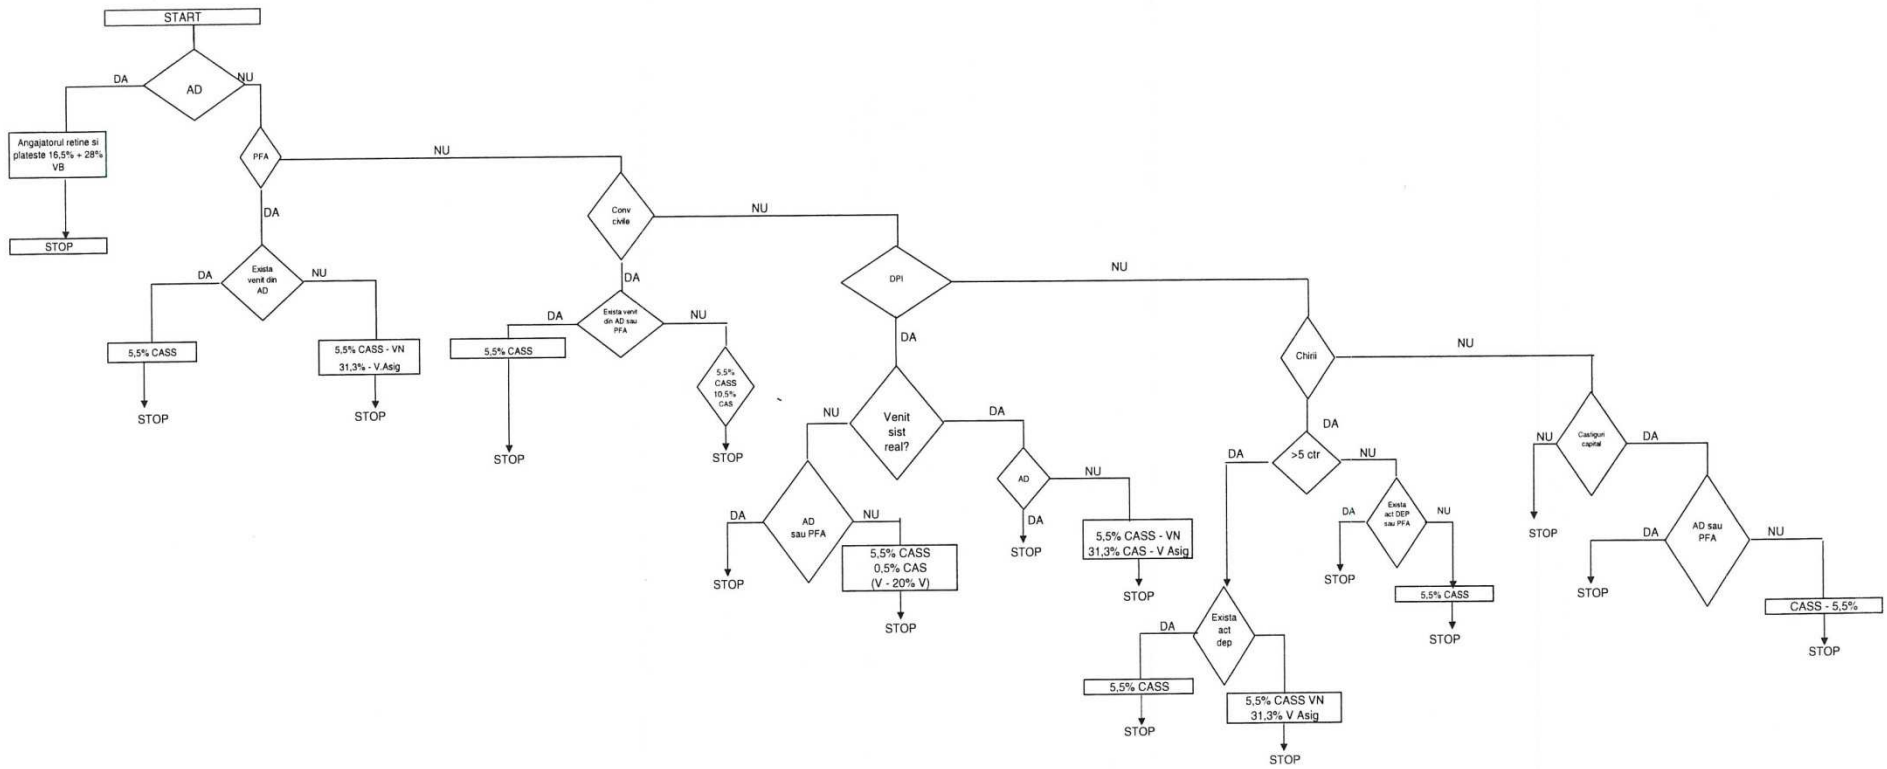 START
AD
DA
NU
Angajatorul retine si
plateste 16,5% + 28%
VB
STOP
PFA
NU
DA
Exista
venit din
AD
DA
NU
5,5% CASS
STOP
5,5% CASS - VN
31,3% - V.Asig
STOP
Conv
civile
NU
DA
Exista venit
din AD sau
PFA
DA
NU
5,5% CASS
STOP
5,5%
CASS
10,5%
CAS
STOP
DPI
NU
DA
Venit
sist
real?
NU
DA
AD
sau PFA
DA
NU
STOP
5,5% CASS
0,5% CAS
(V - 20% V)
STOP
AD
NU
DA
STOP
5,5% CASS - VN
31,3% CAS - V Asig
STOP
Chirii
NU
DA
>5 ctr
DA
NU
Exista
act DEP
sau PFA
DA
NU
STOP
5,5% CASS
STOP
Exista
act
dep
DA
5,5% CASS
STOP
5,5% CASS VN
31,3% V Asig
STOP
Castiguri
capital
NU
DA
STOP
AD sau
PFA
DA
NU
STOP
CASS - 5,5%
STOP